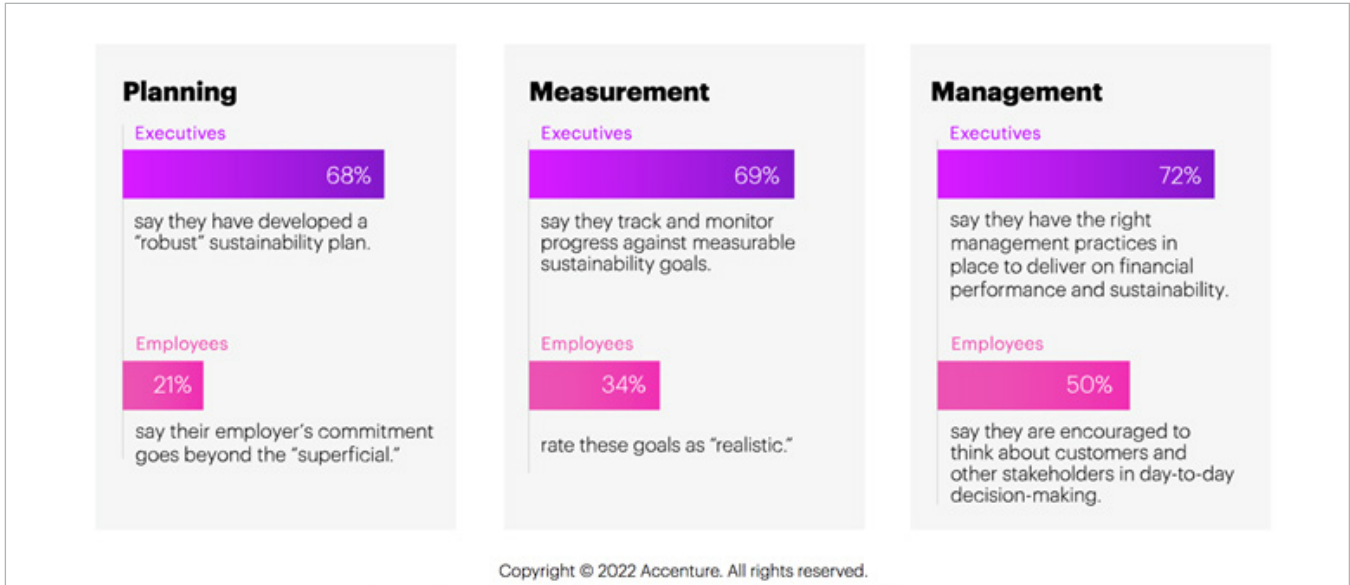 Planning
Executives
68%
say they have developed a
“robust” sustainability plan.
Employees
21%
say their employer’s commitment
goes beyond the “superficial.”
Measurement
Executives
69%
say they track and monitor
progress against measurable
sustainability goals.
Employees
34%
rate these goals as “realistic.”
Management
Executives
72%
say they have the right
management practices in
place to deliver on financial
performance and sustainability.
Employees
50%
say they are encouraged to
think about customers and
other stakeholders in day-to-day
decision-making.
Copyright © 2022 Accenture. All rights reserved.